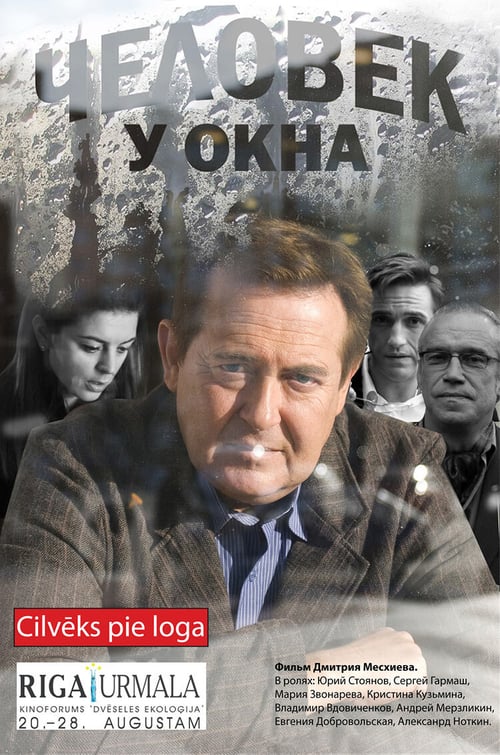 ЧЕЛОВЕК
У ОКНА
Cilvēks pie loga
RIGA JURMALA
KINOFORUMS 'DVĒSELES EKOLOĢIJA'
20.-28. AUGUSTAM
Фильм Дмитрия Месхиева.
В ролях: Юрий Стоянов, Сергей Гармаш,
Мария Звонарева, Кристина Кузьмина,
Владимир Вдовиченков, Андрей Мерзликин,
Евгения Добровольская, Алексанрд Ноткин.